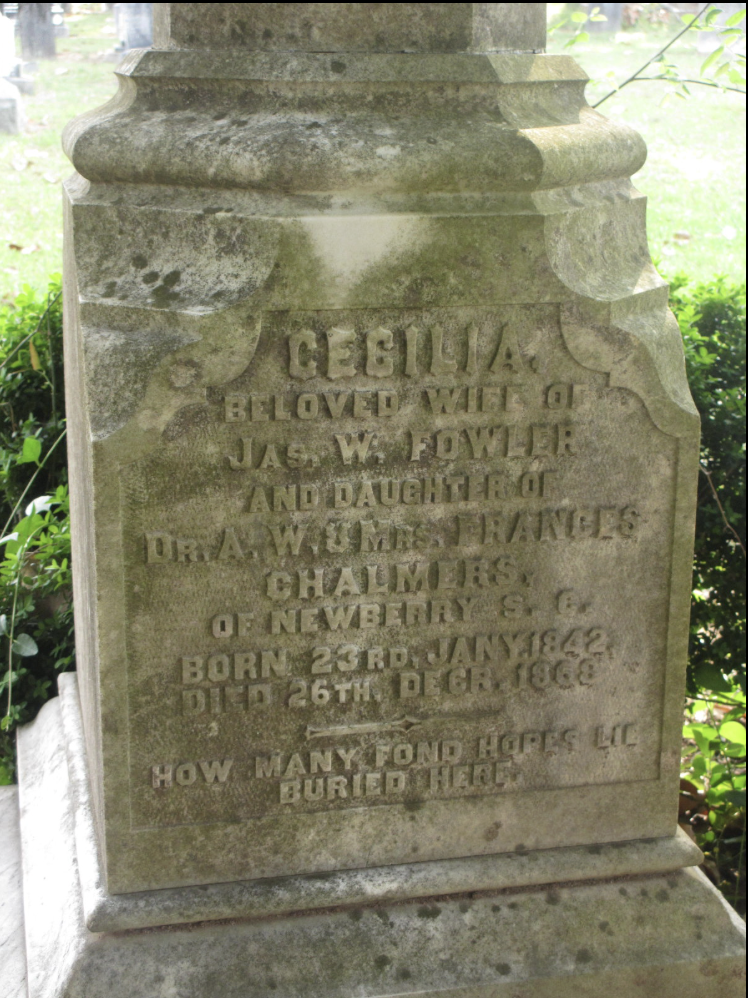 CECILIA,
BELOVED WIFE OF
JAS. W. FOWLER
AND DAUGHTER OF
DR. A. W. & MRS. FRANCES
CHALMERS,
OF NEWBERRY S. C.
BORN 23RD. JANY. 1842,
DIED 26TH. DECR. 1868
HOW MANY FOND HOPES LIE
BURIED HERE.